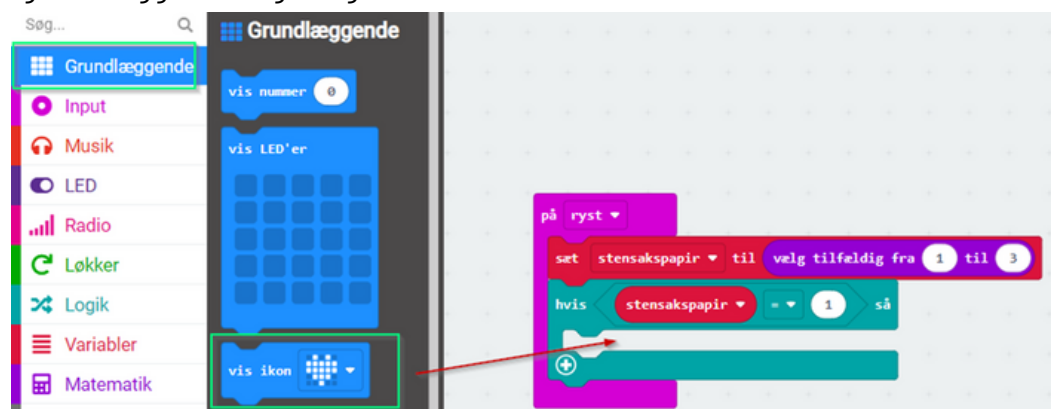 Søg...
Grundlæggende
Input
Musik
LED
Radio
Løkker
Logik
Variabler
Matematik
Grundlæggende
vis nummer 0
vis LED'er
vis ikon
på ryst
sæt stensakspapir til vælg tilfældig fra 1 til 3
hvis stensakspapir = 1 så